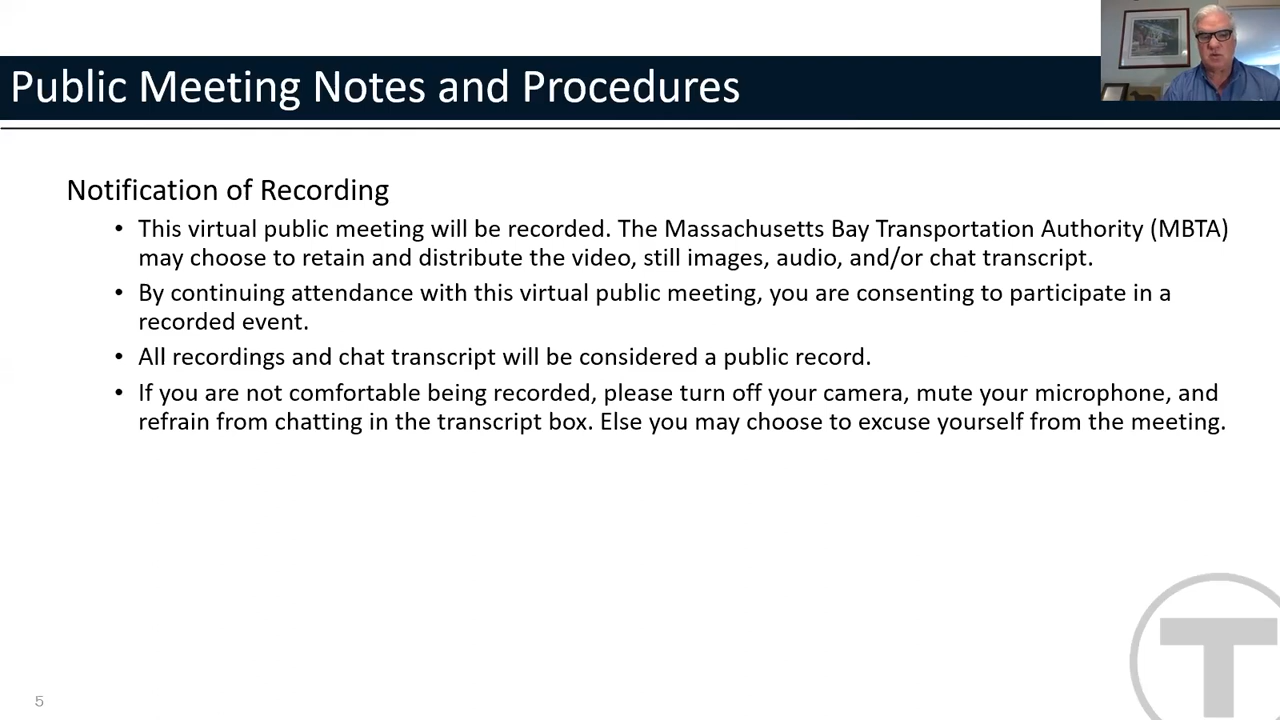 Public Meeting Notes and Procedures
Notification of Recording
• This virtual public meeting will be recorded. The Massachusetts Bay Transportation Authority (MBTA)
may choose to retain and distribute the video, still images, audio, and/or chat transcript.
• By continuing attendance with this virtual public meeting, you are consenting to participate in a
recorded event.
• All recordings and chat transcript will be considered a public record.
• If you are not comfortable being recorded, please turn off your camera, mute your microphone, and
refrain from chatting in the transcript box. Else you may choose to excuse yourself from the meeting.
T
5